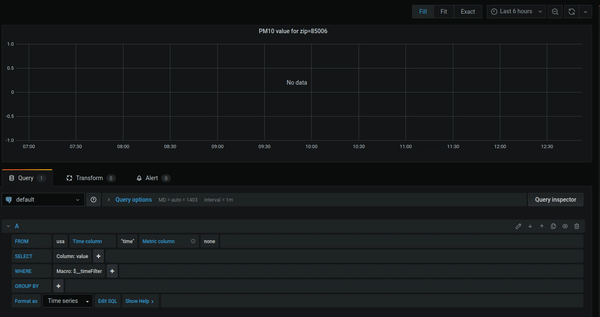 Fill Fit Exact Last 6 hours
PM10 value for zip=85006
1.0
0.5
No data
0
-0.5
-1.0
07:00 07:30 08:00 08:30 09:00 09:30 10:00 10:30 11:00 11:30 12:00 12:30
Query 1 Transform 0 Alert 0
default Query options MD = auto = 1403 Interval = 1m Query inspector
A
FROM usa Time column "time" Metric column none
SELECT Column: value +
WHERE Macro: $__timeFilter +
GROUP BY +
Format as Time series Edit SQL Show Help >